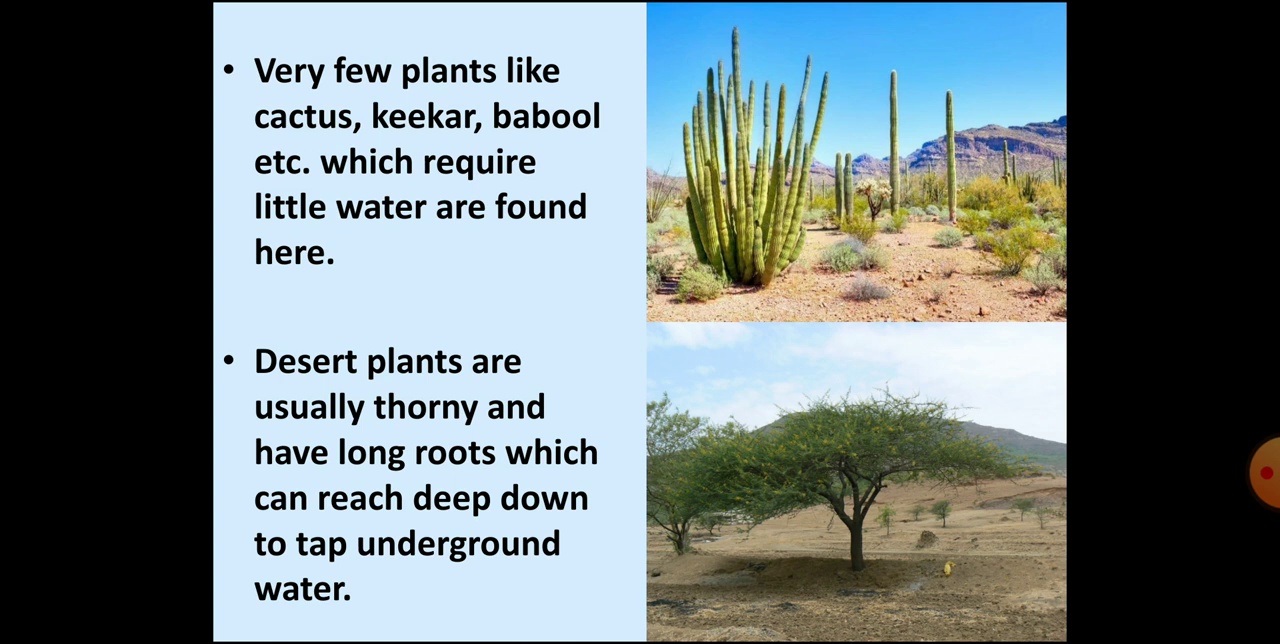 • Very few plants like
cactus, keekar, babool
etc. which require
little water are found
here.
• Desert plants are
usually thorny and
have long roots which
can reach deep down
to tap underground
water.